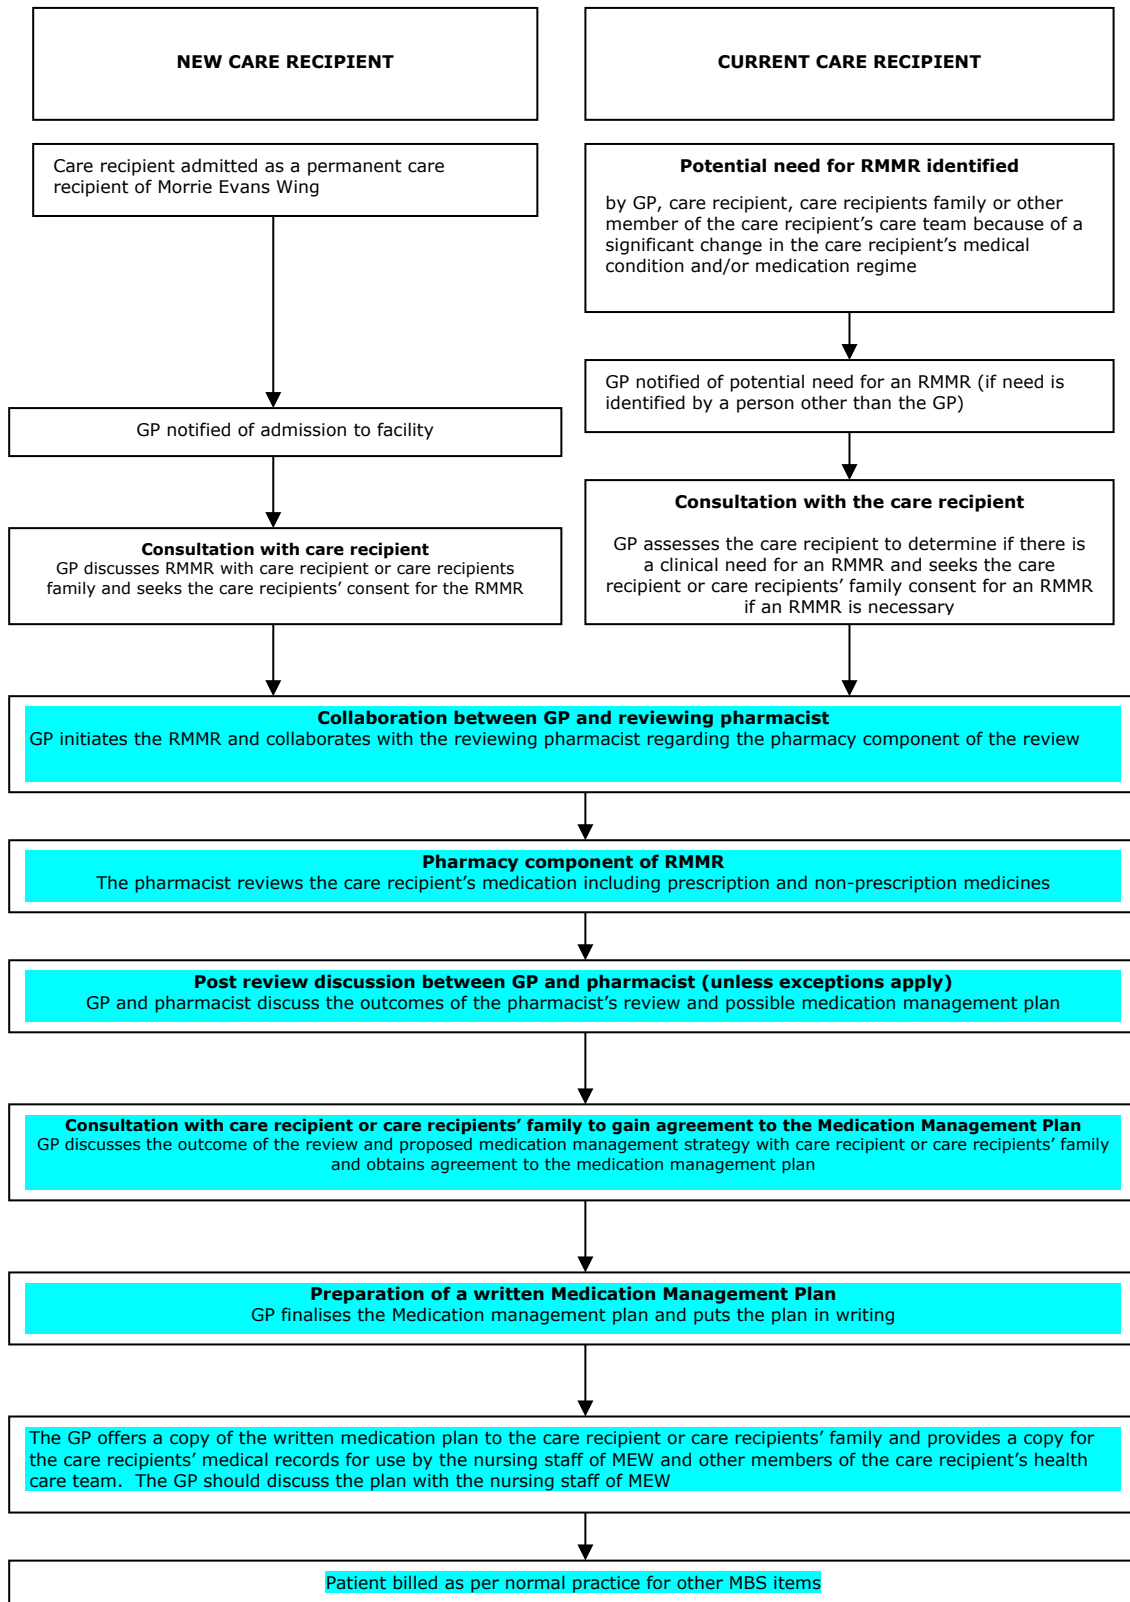 NEW CARE RECIPIENT
CURRENT CARE RECIPIENT
Care recipient admitted as a permanent care
recipient of Morrie Evans Wing
Potential need for RMMR identified
by GP, care recipient, care recipients family or other
member of the care recipient's care team because of a
significant change in the care recipient's medical
condition and/or medication regime
GP notified of potential need for an RMMR (if need is
identified by a person other than the GP)
GP notified of admission to facility
Consultation with care recipient
GP discusses RMMR with care recipient or care recipients
family and seeks the care recipients' consent for the RMMR
Consultation with the care recipient
GP assesses the care recipient to determine if there is
a clinical need for an RMMR and seeks the care
recipient or care recipients' family consent for an RMMR
if an RMMR is necessary
Collaboration between GP and reviewing pharmacist
GP initiates the RMMR and collaborates with the reviewing pharmacist regarding the pharmacy component of the review
Pharmacy component of RMMR
The pharmacist reviews the care recipient's medication including prescription and non-prescription medicines
Post review discussion between GP and pharmacist (unless exceptions apply)
GP and pharmacist discuss the outcomes of the pharmacist's review and possible medication management plan
Consultation with care recipient or care recipients' family to gain agreement to the Medication Management Plan
GP discusses the outcome of the review and proposed medication management strategy with care recipient or care recipients' family
and obtains agreement to the medication management plan
Preparation of a written Medication Management Plan
GP finalises the Medication management plan and puts the plan in writing
The GP offers a copy of the written medication plan to the care recipient or care recipients' family and provides a copy for
the care recipients' medical records for use by the nursing staff of MEW and other members of the care recipient's health
care team.  The GP should discuss the plan with the nursing staff of MEW
Patient billed as per normal practice for other MBS items